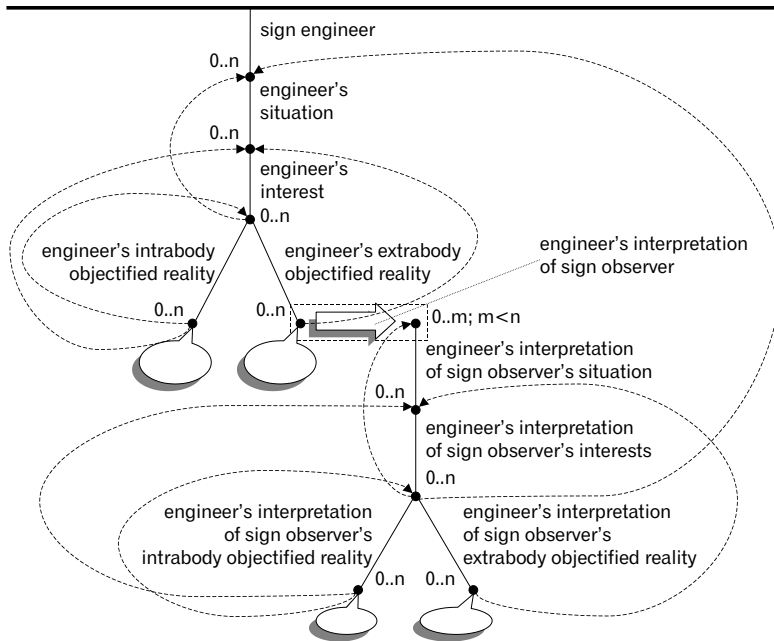 sign engineer
0..n
engineer's
situation
0..n
engineer's
interest
0..n
engineer's intrabody
objectified reality
engineer's extrabody
objectified reality
engineer's interpretation
of sign observer
0..n
0..n
0..m; m<n
engineer's interpretation
of sign observer's situation
0..n
engineer's interpretation
of sign observer's interests
0..n
engineer's interpretation
of sign observer's
intrabody objectified reality
engineer's interpretation
of sign observer's
extrabody objectified reality
0..n
0..n